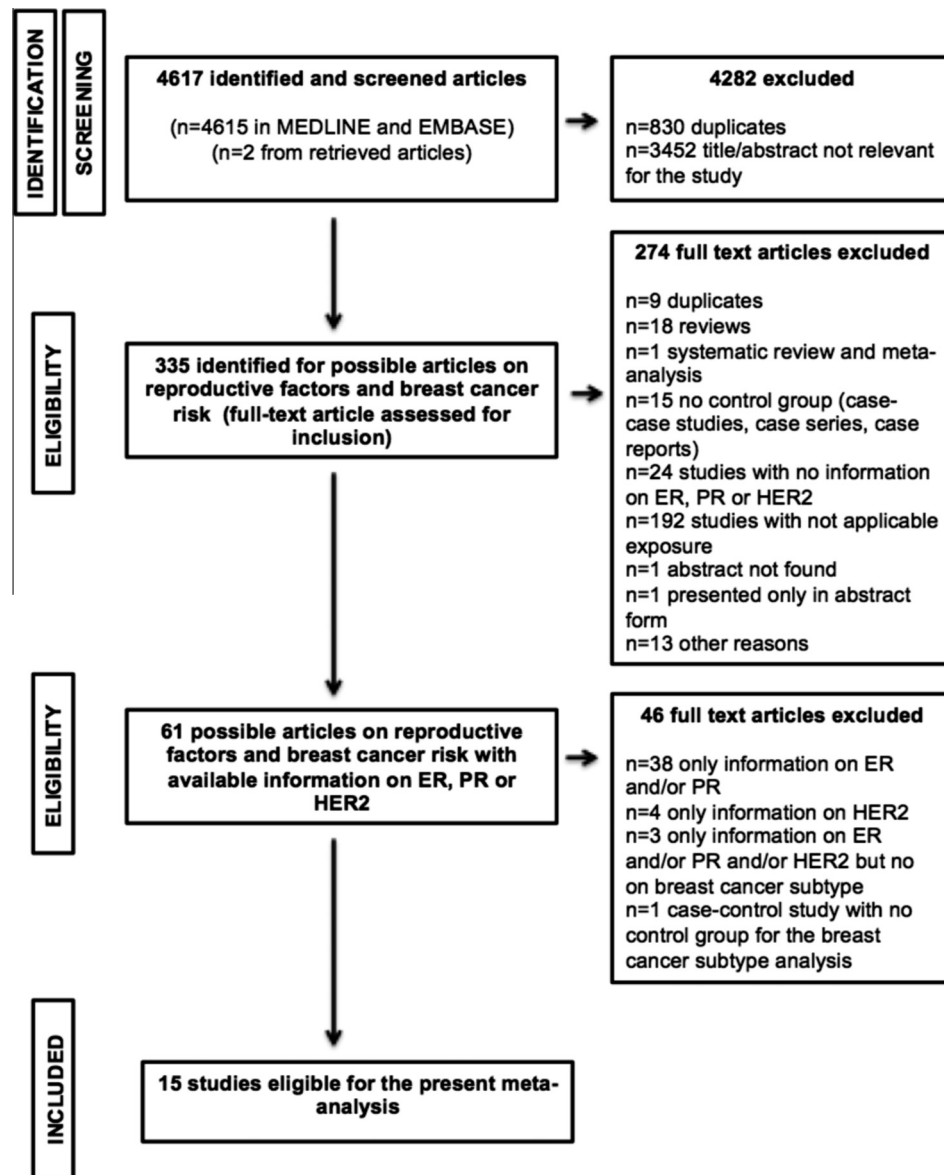 IDENTIFICATION
SCREENING
4617 identified and screened articles
(n=4615 in MEDLINE and EMBASE)
(n=2 from retrieved articles)
4282 excluded
n=830 duplicates
n=3452 title/abstract not relevant
for the study
ELIGIBILITY
335 identified for possible articles on
reproductive factors and breast cancer
risk (full-text article assessed for
inclusion)
274 full text articles excluded
n=9 duplicates
n=18 reviews
n=1 systematic review and meta-
analysis
n=15 no control group (case-
case studies, case series, case
reports)
n=24 studies with no information
on ER, PR or HER2
n=192 studies with not applicable
exposure
n=1 abstract not found
n=1 presented only in abstract
form
n=13 other reasons
ELIGIBILITY
61 possible articles on reproductive
factors and breast cancer risk with
available information on ER, PR or
HER2
46 full text articles excluded
n=38 only information on ER
and/or PR
n=4 only information on HER2
n=3 only information on ER
and/or PR and/or HER2 but no
on breast cancer subtype
n=1 case-control study with no
control group for the breast
cancer subtype analysis
INCLUDED
15 studies eligible for the present meta-
analysis